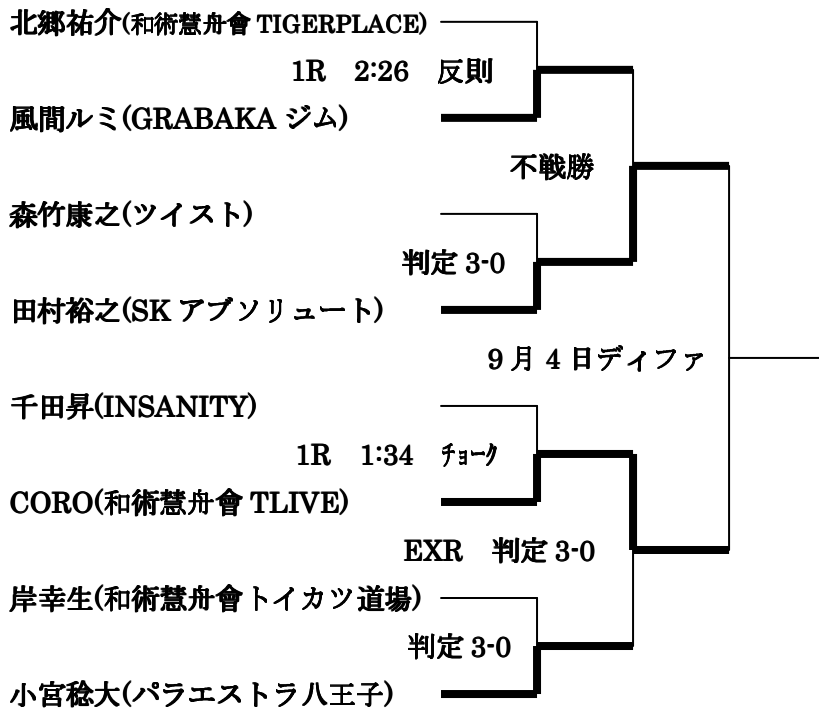 北郷祐介(和術慧舟會 TIGERPLACE)
1R 2:26 反則
風間ルミ(GRABAKA ジム)
不戦勝
森竹康之(ツイスト)
判定 3-0
田村裕之(SK アブソリュート)
9月 4 日ディファ
千田昇(INSANITY)
1R 1:34 チョーク
CORO(和術慧舟會 TLIVE)
EXR 判定 3-0
岸幸生(和術慧舟會トイカツ道場)
判定 3-0
小宮稔大(パラエストラ八王子)